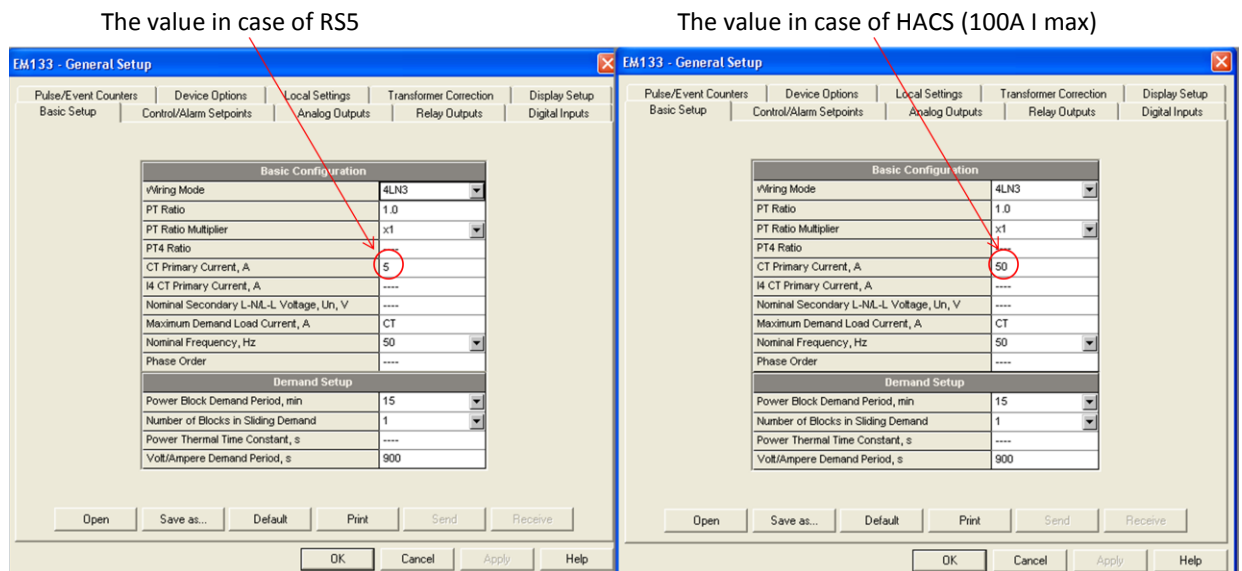 The value in case of RS5
The value in case of HACS (100A I max)
EM133 - General Setup
Pulse/Event Counters Device Options Local Settings Transformer Correction Display Setup
Basic Setup Control/Alarm Setpoints Analog Outputs Relay Outputs Digital Inputs
Basic Configuration
Wiring Mode 4LN3
PT Ratio 1.0
PT Ratio Multiplier x1
PT4 Ratio ----
CT Primary Current, A 5
I4 CT Primary Current, A ----
Nominal Secondary L-N/L-L Voltage, Un, V ----
Maximum Demand Load Current, A CT
Nominal Frequency, Hz 50
Phase Order ----
Demand Setup
Power Block Demand Period, min 15
Number of Blocks in Sliding Demand 1
Power Thermal Time Constant, s ----
Volt/Ampere Demand Period, s 900
Open Save as... Default Print Send Receive
OK Cancel Apply Help
EM133 - General Setup
Pulse/Event Counters Device Options Local Settings Transformer Correction Display Setup
Basic Setup Control/Alarm Setpoints Analog Outputs Relay Outputs Digital Inputs
Basic Configuration
Wiring Mode 4LN3
PT Ratio 1.0
PT Ratio Multiplier x1
PT4 Ratio ----
CT Primary Current, A 50
I4 CT Primary Current, A ----
Nominal Secondary L-N/L-L Voltage, Un, V ----
Maximum Demand Load Current, A CT
Nominal Frequency, Hz 50
Phase Order ----
Demand Setup
Power Block Demand Period, min 15
Number of Blocks in Sliding Demand 1
Power Thermal Time Constant, s ----
Volt/Ampere Demand Period, s 900
Open Save as... Default Print Send Receive
OK Cancel Apply Help